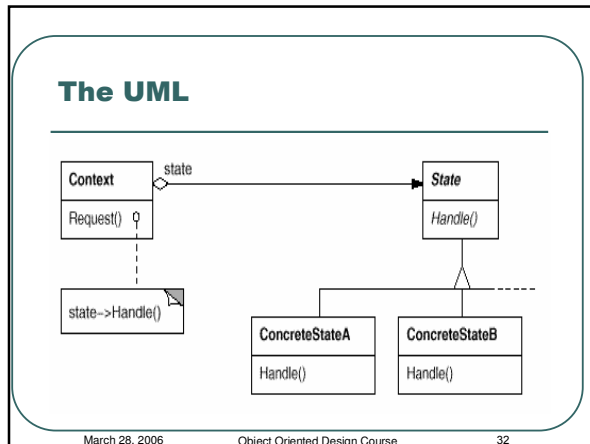 The UML
state
Context
State
Request()
Handle()
state->Handle()
ConcreteStateA
ConcreteStateB
Handle()
Handle()
March 28, 2006
Object Oriented Design Course
32